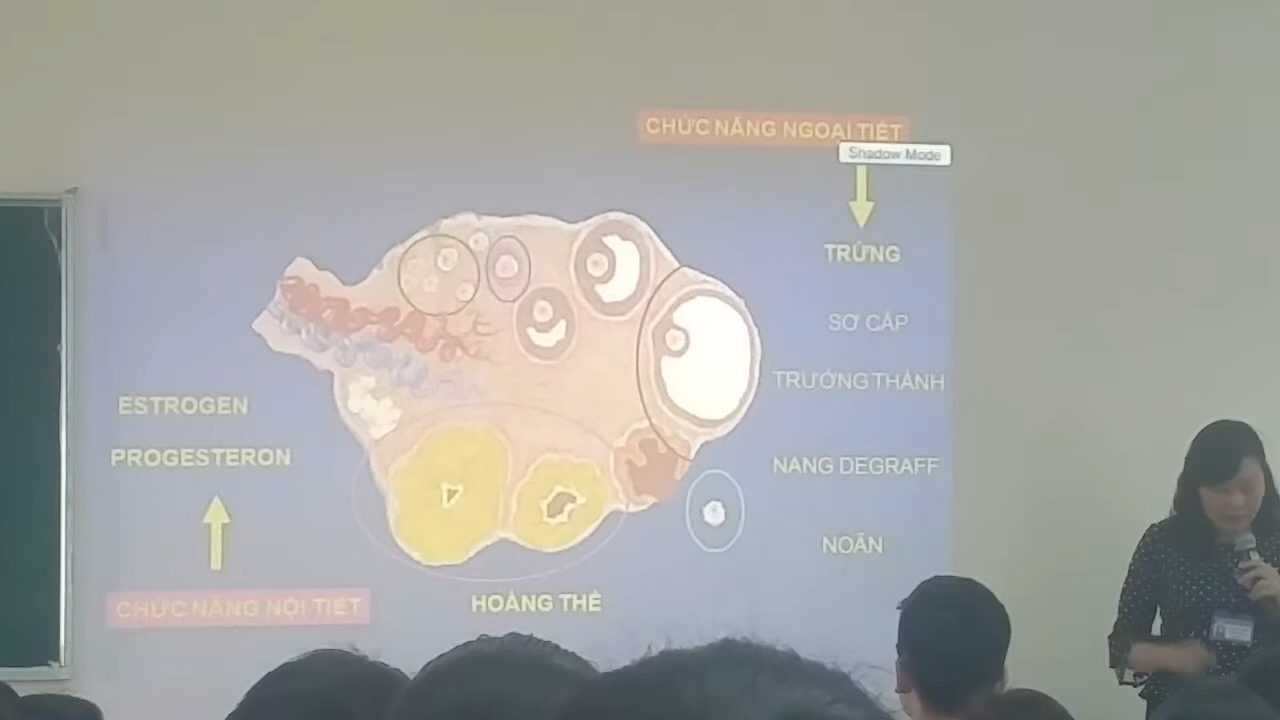 CHỨC NĂNG NGOẠI TIẾT
Shadow Mode
TRỨNG
SƠ CẤP
TRƯỞNG THÀNH
NANG DEGRAFF
NOÃN
ESTROGEN
PROGESTERON
CHỨC NĂNG NỘI TIẾT
HOÀNG THỂ